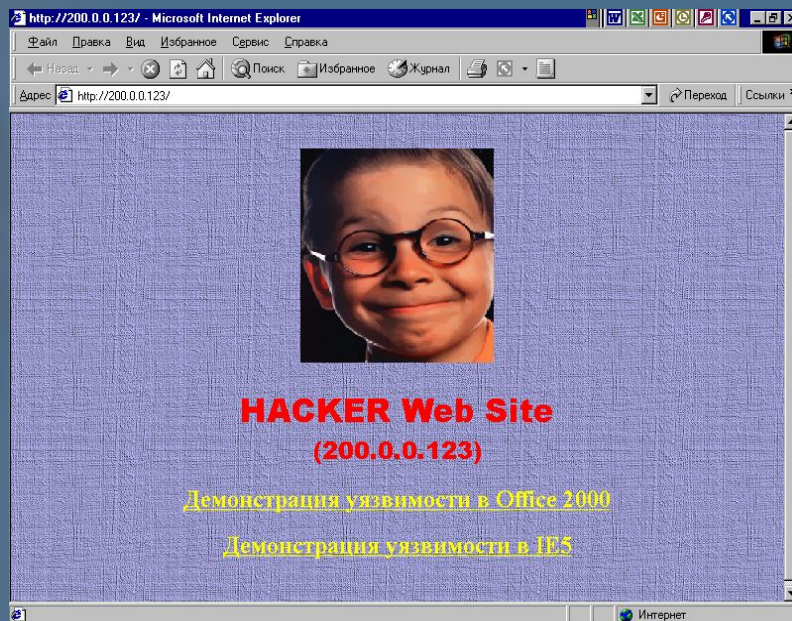 http://200.0.0.123/ - Microsoft Internet Explorer
Файл Правка Вид Избранное Сервис Справка
Назад Поиск Избранное Журнал
Адрес http://200.0.0.123/ Переход Ссылки
HACKER Web Site
(200.0.0.123)
Демонстрация уязвимости в Office 2000
Демонстрация уязвимости в IE5
Интернет